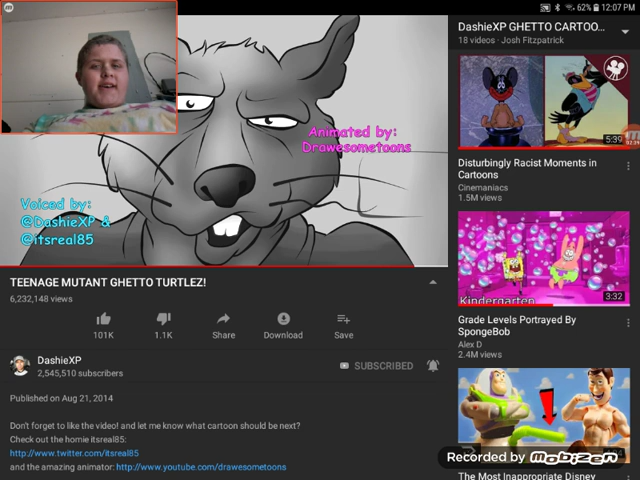 62% 12:07 PM
DashieXP GHETTO CARTOO...
18 videos · Josh Fitzpatrick
Animated by:
Drawesometoons
Voiced by:
@DashieXP &
@itsreal85
5:39
Disturbingly Racist Moments in
Cartoons
Cinemaniacs
1.5M views
TEENAGE MUTANT GHETTO TURTLEZ!
6,232,148 views
101K
1.1K
Share
Download
Save
Kindergarten
3:32
Grade Levels Portrayed By
SpongeBob
Alex D
2.4M views
DashieXP
2,545,510 subscribers
SUBSCRIBED
Published on Aug 21, 2014
Don't forget to like the video! and let me know what cartoon should be next?
Check out the homie itsreal85:
http://www.twitter.com/itsreal85
and the amazing animator: http://www.youtube.com/drawesometoons
Recorded by Mobizen
The Most Inappropriate Disney